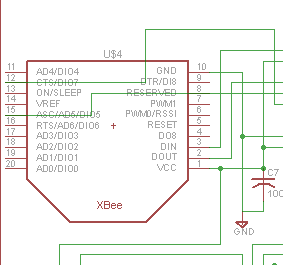 U$4
11 AD4/DIO4 GND 10
12 CTS/DIO7 DTR/DI8 9
13 ON/SLEEP RESERVED 8
14 VREF PWM1 7
15 ASC/AD5/DIO5 PWM0/RSSI 6
16 RTS/AD6/DIO6 RESET 5
17 AD3/DIO3 DO8 4
18 AD2/DIO2 DIN 3
19 AD1/DIO1 DOUT 2
20 AD0/DIO0 VCC 1
C7
XBee
GND